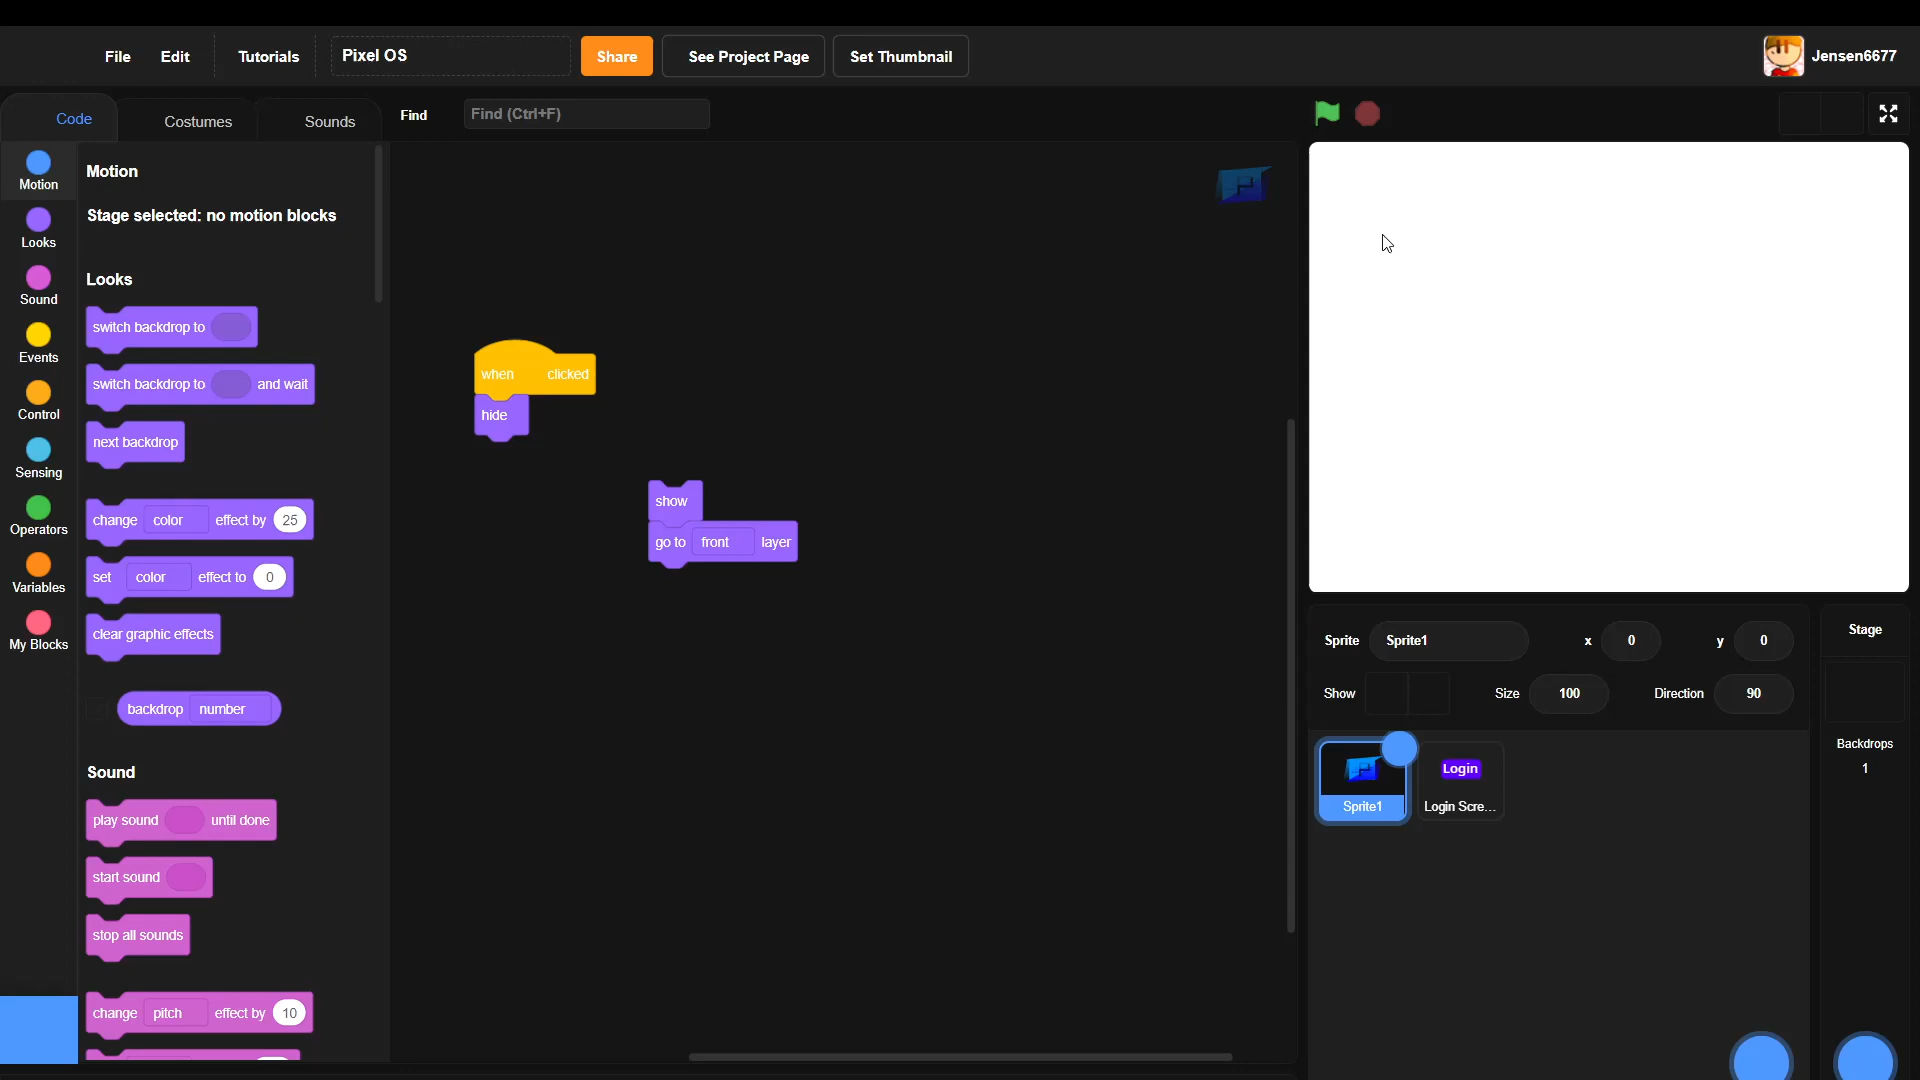 File
Edit
Tutorials
Pixel OS
Share
See Project Page
Set Thumbnail
Jensen6677
Code
Costumes
Sounds
Find
Find (Ctrl+F)
Motion
Looks
Sound
Events
Control
Sensing
Operators
Variables
My Blocks
Motion
Stage selected: no motion blocks
Looks
switch backdrop to
switch backdrop to and wait
next backdrop
change color effect by 25
set color effect to 0
clear graphic effects
backdrop number
Sound
play sound until done
start sound
stop all sounds
change pitch effect by 10
when clicked
hide
show
go to front layer
Sprite Sprite1 x 0 y 0
Show Size 100 Direction 90
Sprite1
Login
Login Scre...
Stage
Backdrops
1